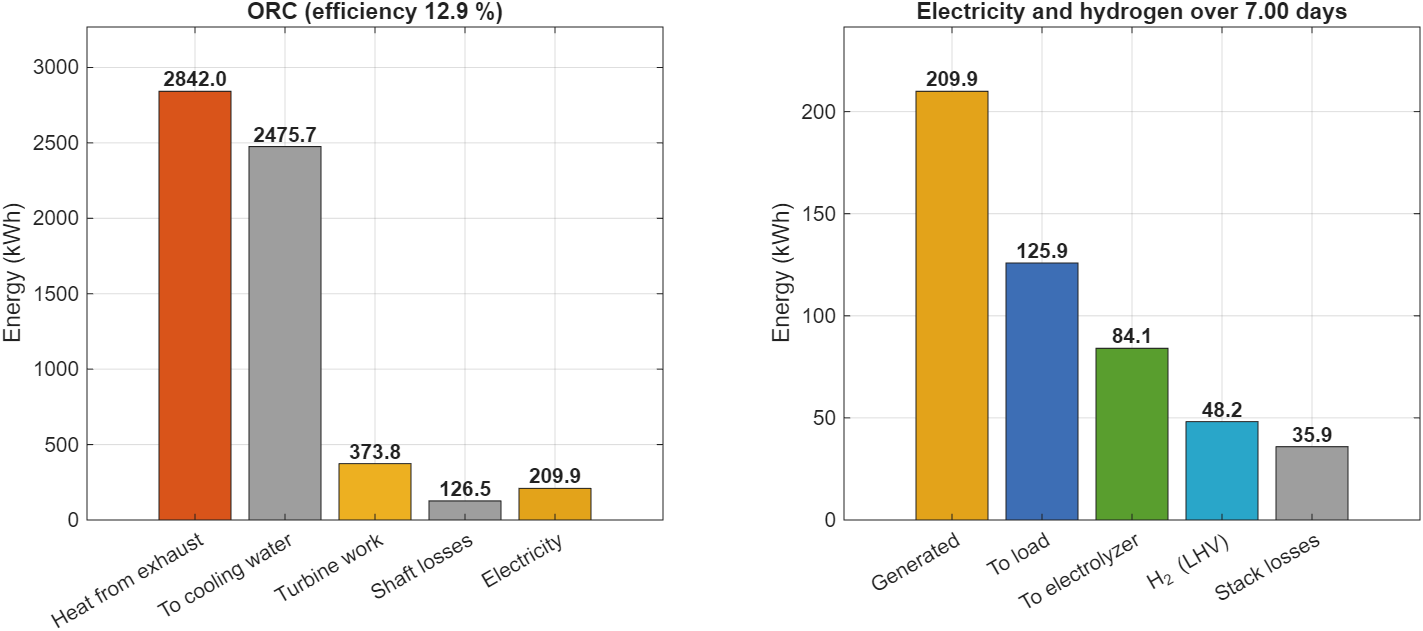 ORC (efficiency 12.9 %)
Energy (kWh)
3000
2500
2000
1500
1000
500
0
2842.0
2475.7
373.8
126.5
209.9
Heat from exhaust
To cooling water
Turbine work
Shaft losses
Electricity
Electricity and hydrogen over 7.00 days
Energy (kWh)
200
150
100
50
0
209.9
125.9
84.1
48.2
35.9
Generated
To load
To electrolyzer
H₂ (LHV)
Stack losses